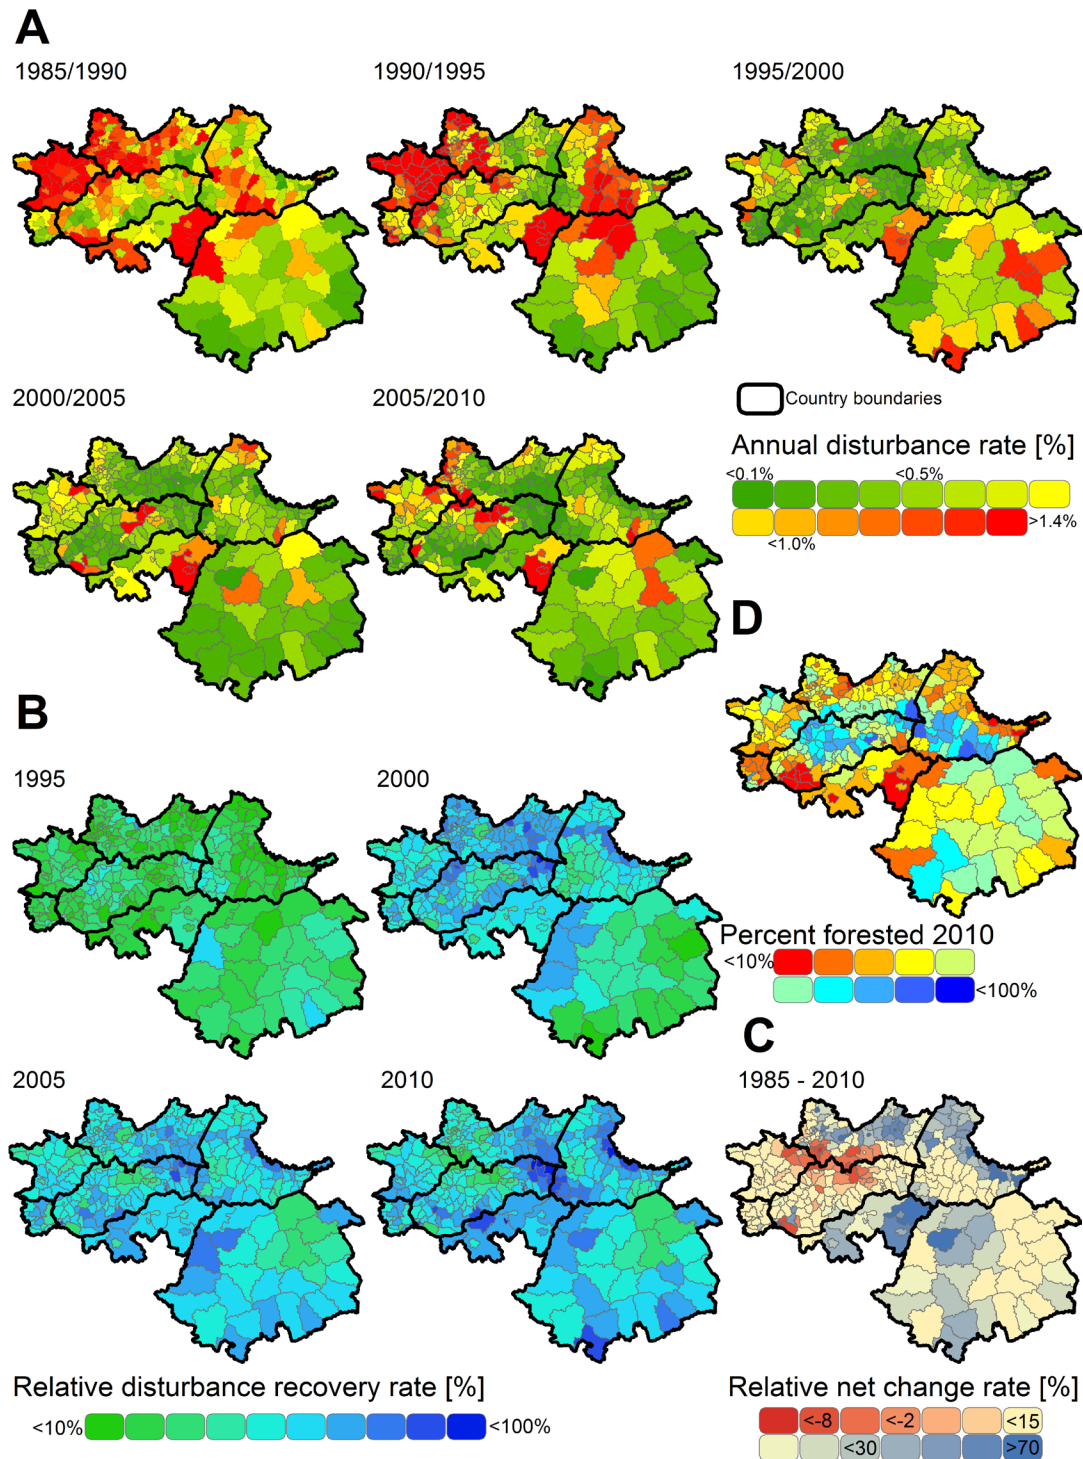 A
1985/1990
1990/1995
1995/2000
2000/2005
2005/2010
Country boundaries
Annual disturbance rate [%]
<0.1%
<0.5%
>1.4%
<1.0%
B
D
1995
2000
Percent forested 2010
<10%
<100%
C
2005
2010
1985 - 2010
Relative disturbance recovery rate [%]
<10%
<100%
Relative net change rate [%]
<-8
<-2
<15
<30
>70